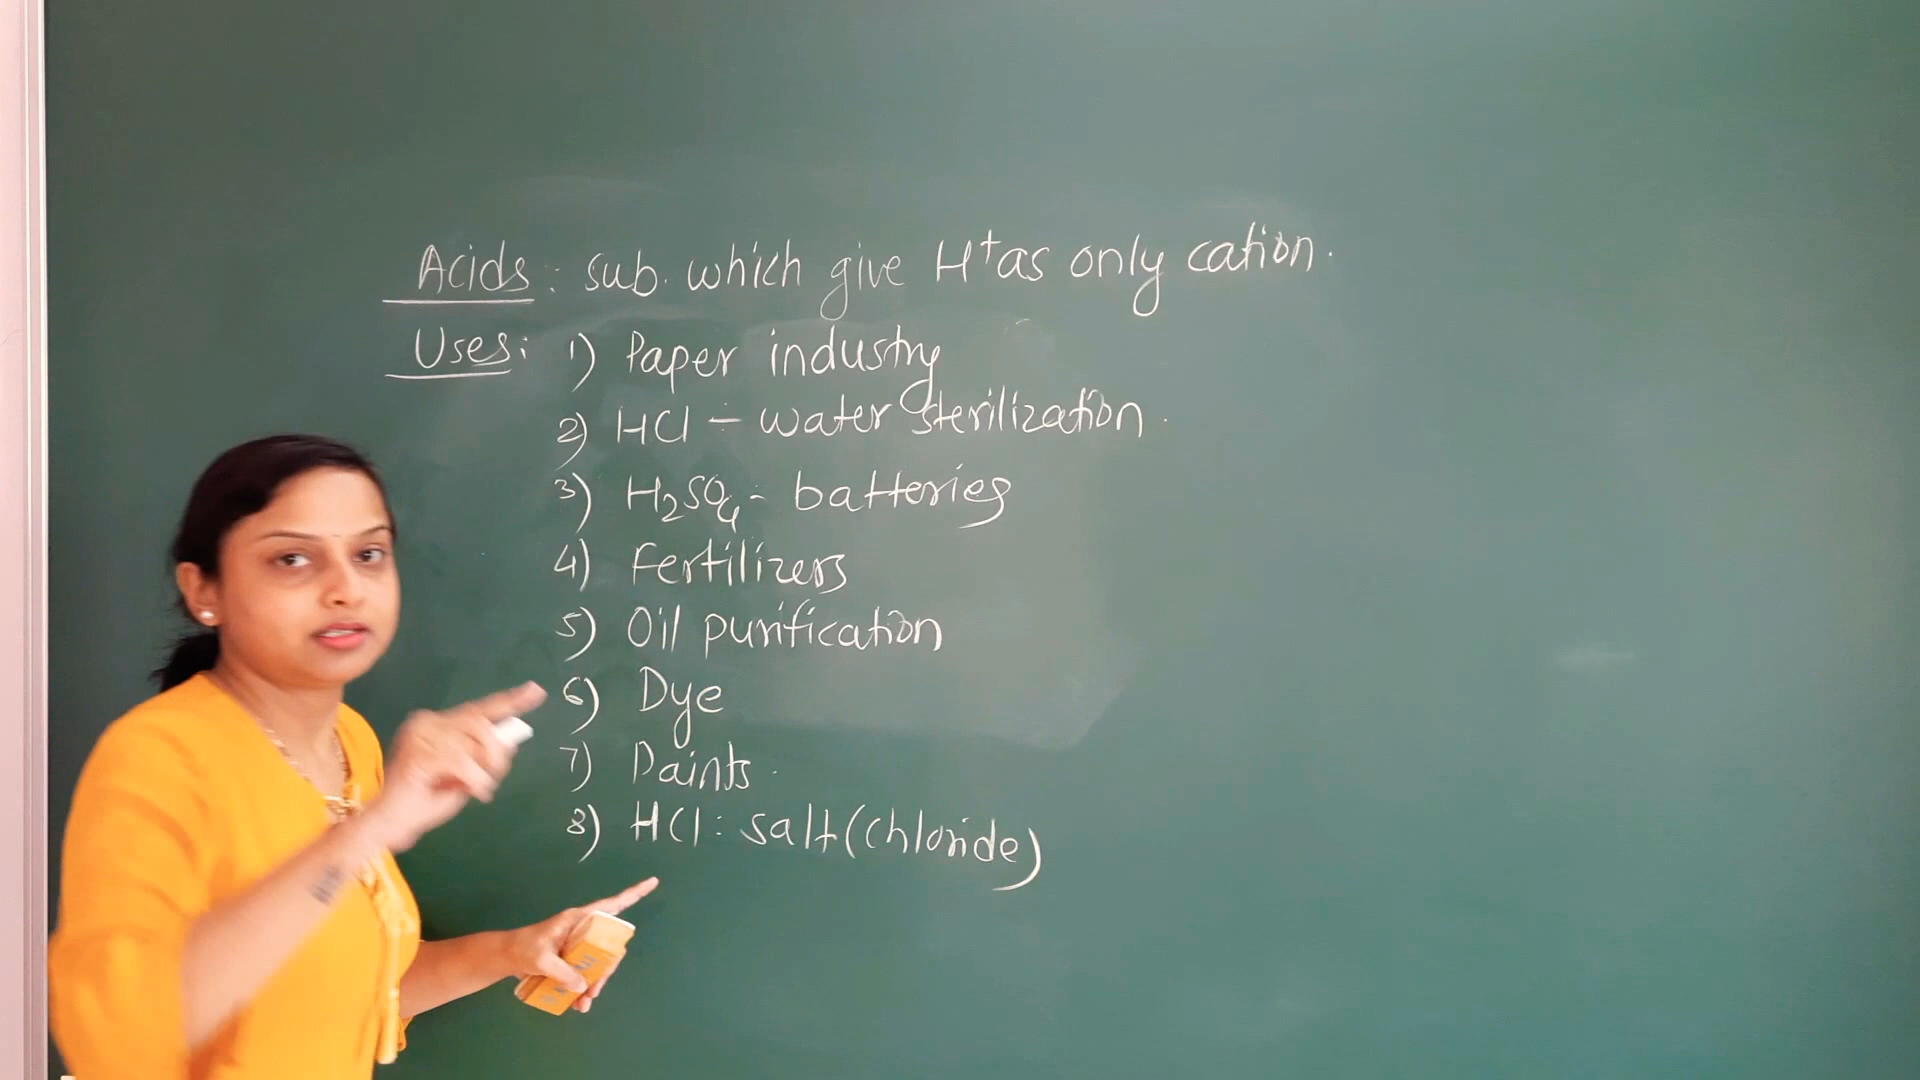 Acids: sub. which give H⁺ as only cation.
Uses: 1) Paper industry
2) HCl - water sterilization.
3) H₂SO₄ - batteries
4) Fertilizers
5) Oil purification
6) Dye
7) Paints.
8) HCl: salt (chloride)